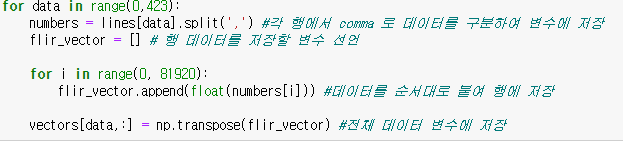 for data in range(0,423):
    numbers = lines[data].split(',') #각 행에서 comma 로 데이터를 구분하여 변수에 저장
    flir_vector = [] # 행 데이터를 저장할 변수 선언

    for i in range(0, 81920):
        flir_vector.append(float(numbers[i])) #데이터를 순서대로 붙여 행에 저장

    vectors[data,:] = np.transpose(flir_vector) #전체 데이터 변수에 저장